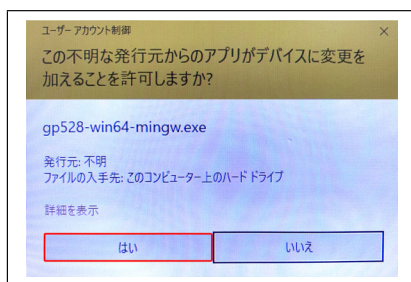 ユーザー アカウント制御
この不明な発行元からのアプリがデバイスに変更を
加えることを許可しますか?
gp528-win64-mingw.exe
発行元: 不明
ファイルの入手先: このコンピューター上のハード ドライブ
詳細を表示
はい
いいえ